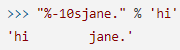 >>> "%-10sjane." % 'hi'
'hi        jane.'